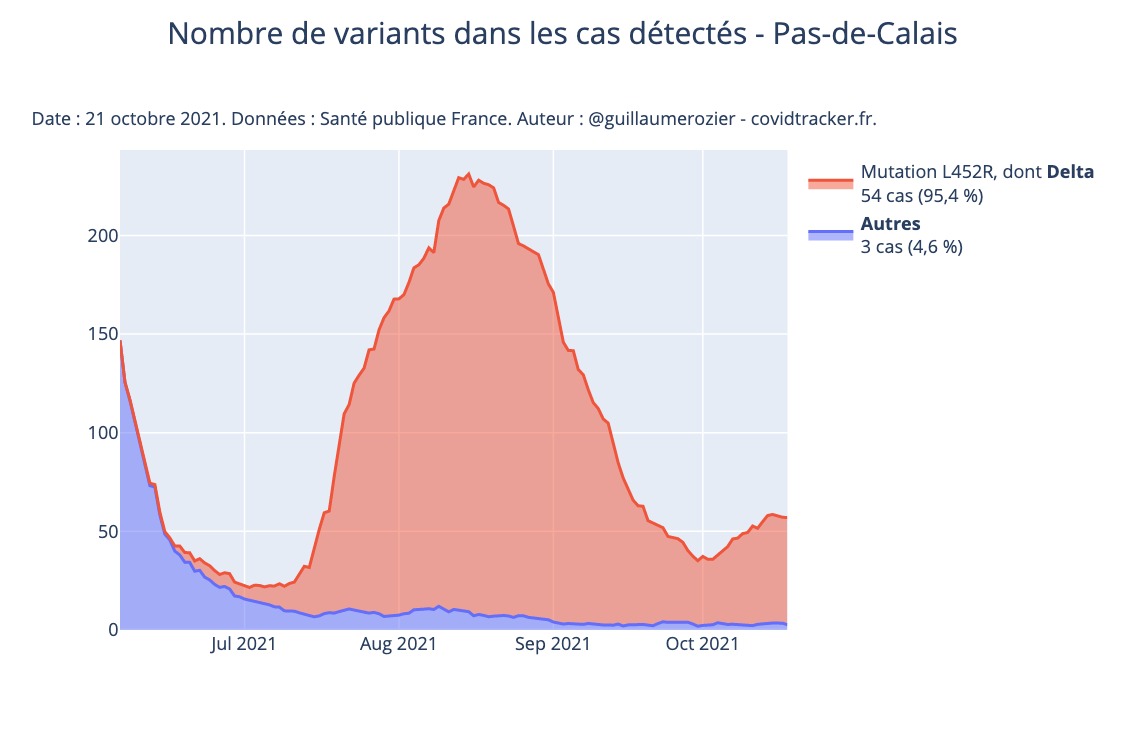 Nombre de variants dans les cas détectés - Pas-de-Calais
Date : 21 octobre 2021. Données : Santé publique France. Auteur : @guillaumerozier - covidtracker.fr.
Mutation L452R, dont Delta
54 cas (95,4 %)
Autres
3 cas (4,6 %)
200
150
100
50
0
Jul 2021
Aug 2021
Sep 2021
Oct 2021